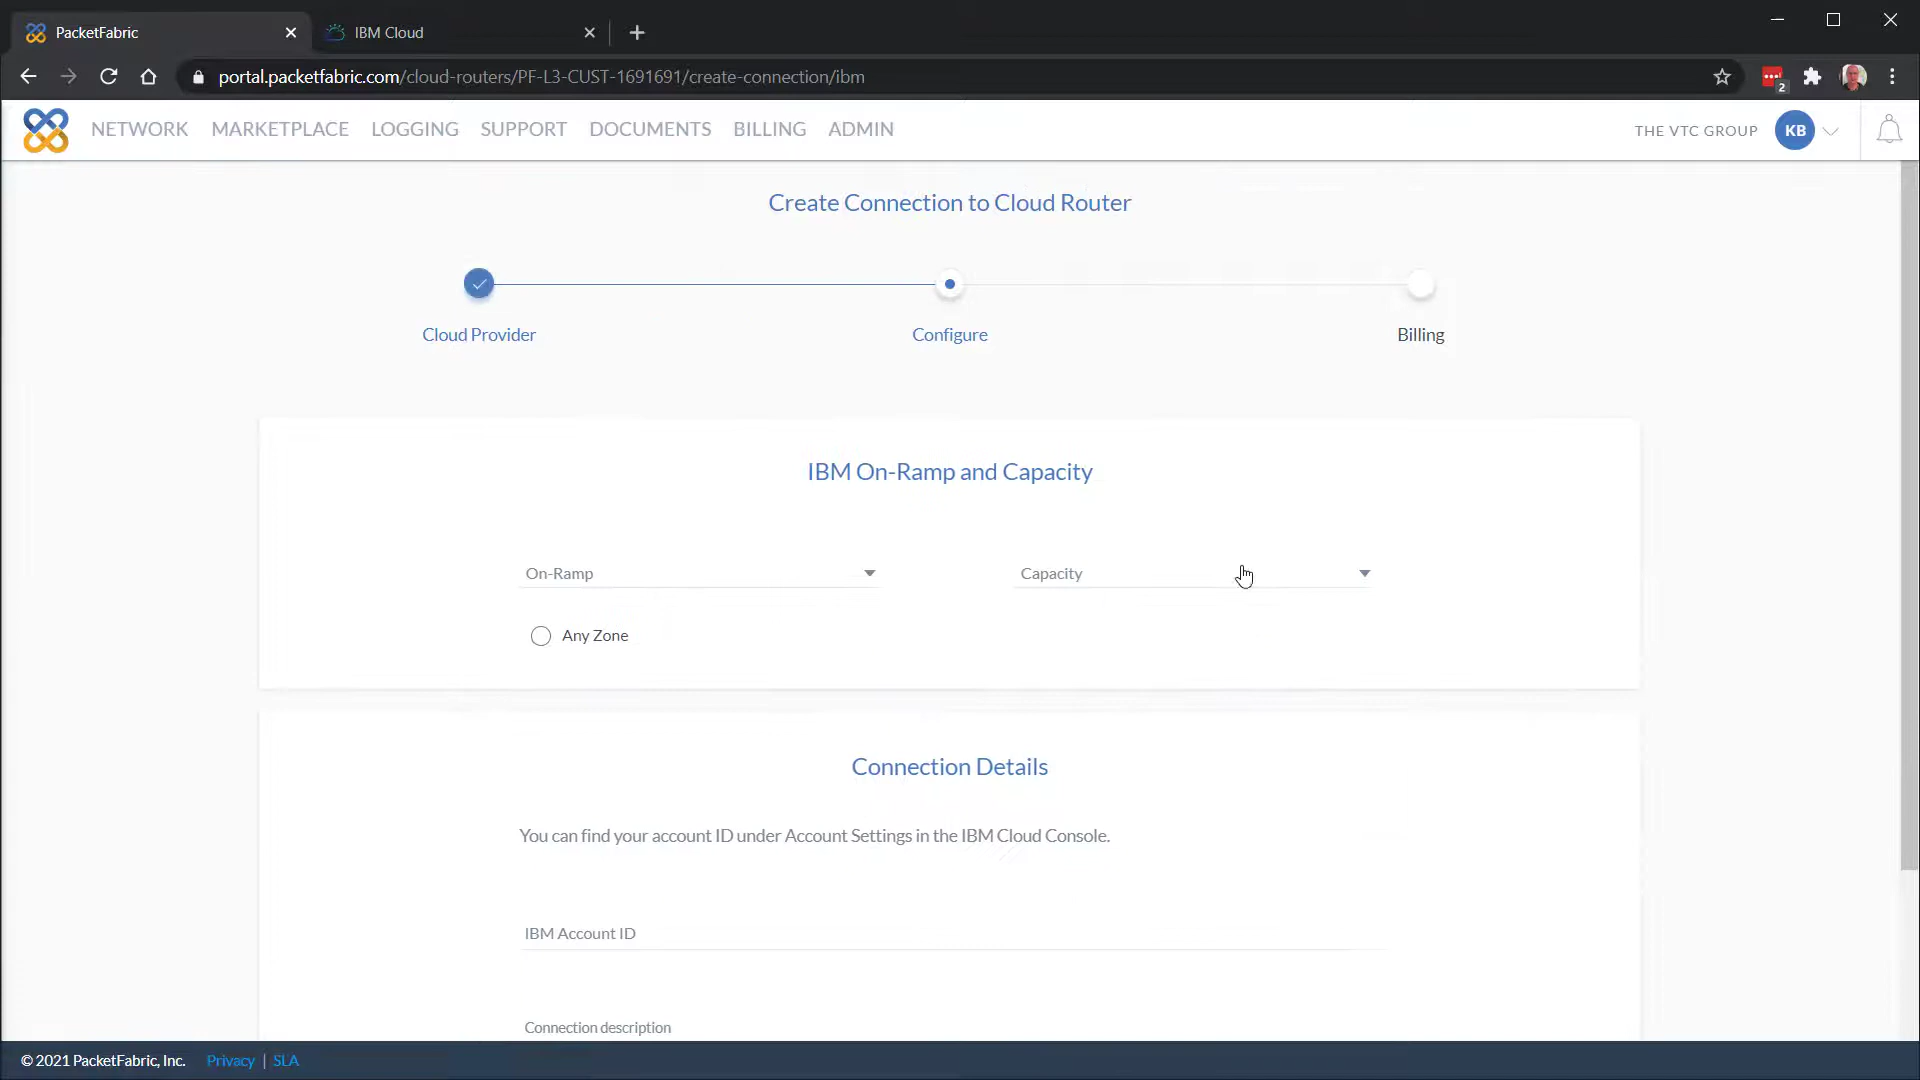 PacketFabric
IBM Cloud
portal.packetfabric.com/cloud-routers/PF-L3-CUST-1691691/create-connection/ibm
2
NETWORK MARKETPLACE LOGGING SUPPORT DOCUMENTS BILLING ADMIN
THE VTC GROUP KB
Create Connection to Cloud Router
Cloud Provider Configure Billing
IBM On-Ramp and Capacity
On-Ramp Capacity
Any Zone
Connection Details
You can find your account ID under Account Settings in the IBM Cloud Console.
IBM Account ID
Connection description
© 2021 PacketFabric, Inc. Privacy | SLA